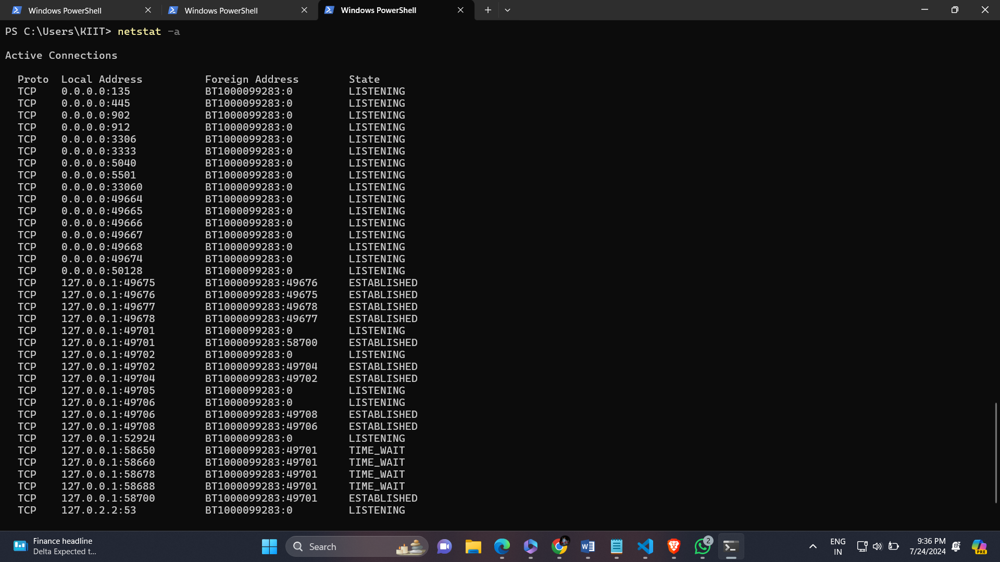 Windows PowerShell
Windows PowerShell
Windows PowerShell
PS C:\Users\KIIT> netstat -a
Active Connections
Proto  Local Address          Foreign Address        State
TCP    0.0.0.0:135            BT1000099283:0         LISTENING
TCP    0.0.0.0:445            BT1000099283:0         LISTENING
TCP    0.0.0.0:902            BT1000099283:0         LISTENING
TCP    0.0.0.0:912            BT1000099283:0         LISTENING
TCP    0.0.0.0:3306           BT1000099283:0         LISTENING
TCP    0.0.0.0:3333           BT1000099283:0         LISTENING
TCP    0.0.0.0:5040           BT1000099283:0         LISTENING
TCP    0.0.0.0:5501           BT1000099283:0         LISTENING
TCP    0.0.0.0:33060          BT1000099283:0         LISTENING
TCP    0.0.0.0:49664          BT1000099283:0         LISTENING
TCP    0.0.0.0:49665          BT1000099283:0         LISTENING
TCP    0.0.0.0:49666          BT1000099283:0         LISTENING
TCP    0.0.0.0:49667          BT1000099283:0         LISTENING
TCP    0.0.0.0:49668          BT1000099283:0         LISTENING
TCP    0.0.0.0:49674          BT1000099283:0         LISTENING
TCP    0.0.0.0:50128          BT1000099283:0         LISTENING
TCP    127.0.0.1:49675        BT1000099283:49676     ESTABLISHED
TCP    127.0.0.1:49676        BT1000099283:49675     ESTABLISHED
TCP    127.0.0.1:49677        BT1000099283:49678     ESTABLISHED
TCP    127.0.0.1:49678        BT1000099283:49677     ESTABLISHED
TCP    127.0.0.1:49701        BT1000099283:0         LISTENING
TCP    127.0.0.1:49701        BT1000099283:58700     ESTABLISHED
TCP    127.0.0.1:49702        BT1000099283:0         LISTENING
TCP    127.0.0.1:49702        BT1000099283:49704     ESTABLISHED
TCP    127.0.0.1:49704        BT1000099283:49702     ESTABLISHED
TCP    127.0.0.1:49705        BT1000099283:0         LISTENING
TCP    127.0.0.1:49706        BT1000099283:0         LISTENING
TCP    127.0.0.1:49706        BT1000099283:49708     ESTABLISHED
TCP    127.0.0.1:49708        BT1000099283:49706     ESTABLISHED
TCP    127.0.0.1:52924        BT1000099283:0         LISTENING
TCP    127.0.0.1:58650        BT1000099283:49701     TIME_WAIT
TCP    127.0.0.1:58660        BT1000099283:49701     TIME_WAIT
TCP    127.0.0.1:58678        BT1000099283:49701     TIME_WAIT
TCP    127.0.0.1:58688        BT1000099283:49701     TIME_WAIT
TCP    127.0.0.1:58700        BT1000099283:49701     ESTABLISHED
TCP    127.0.2.2:53           BT1000099283:0         LISTENING
Finance headline
Delta Expected t...
Search
W
2
ENG
IN
9:36 PM
7/24/2024
PRE